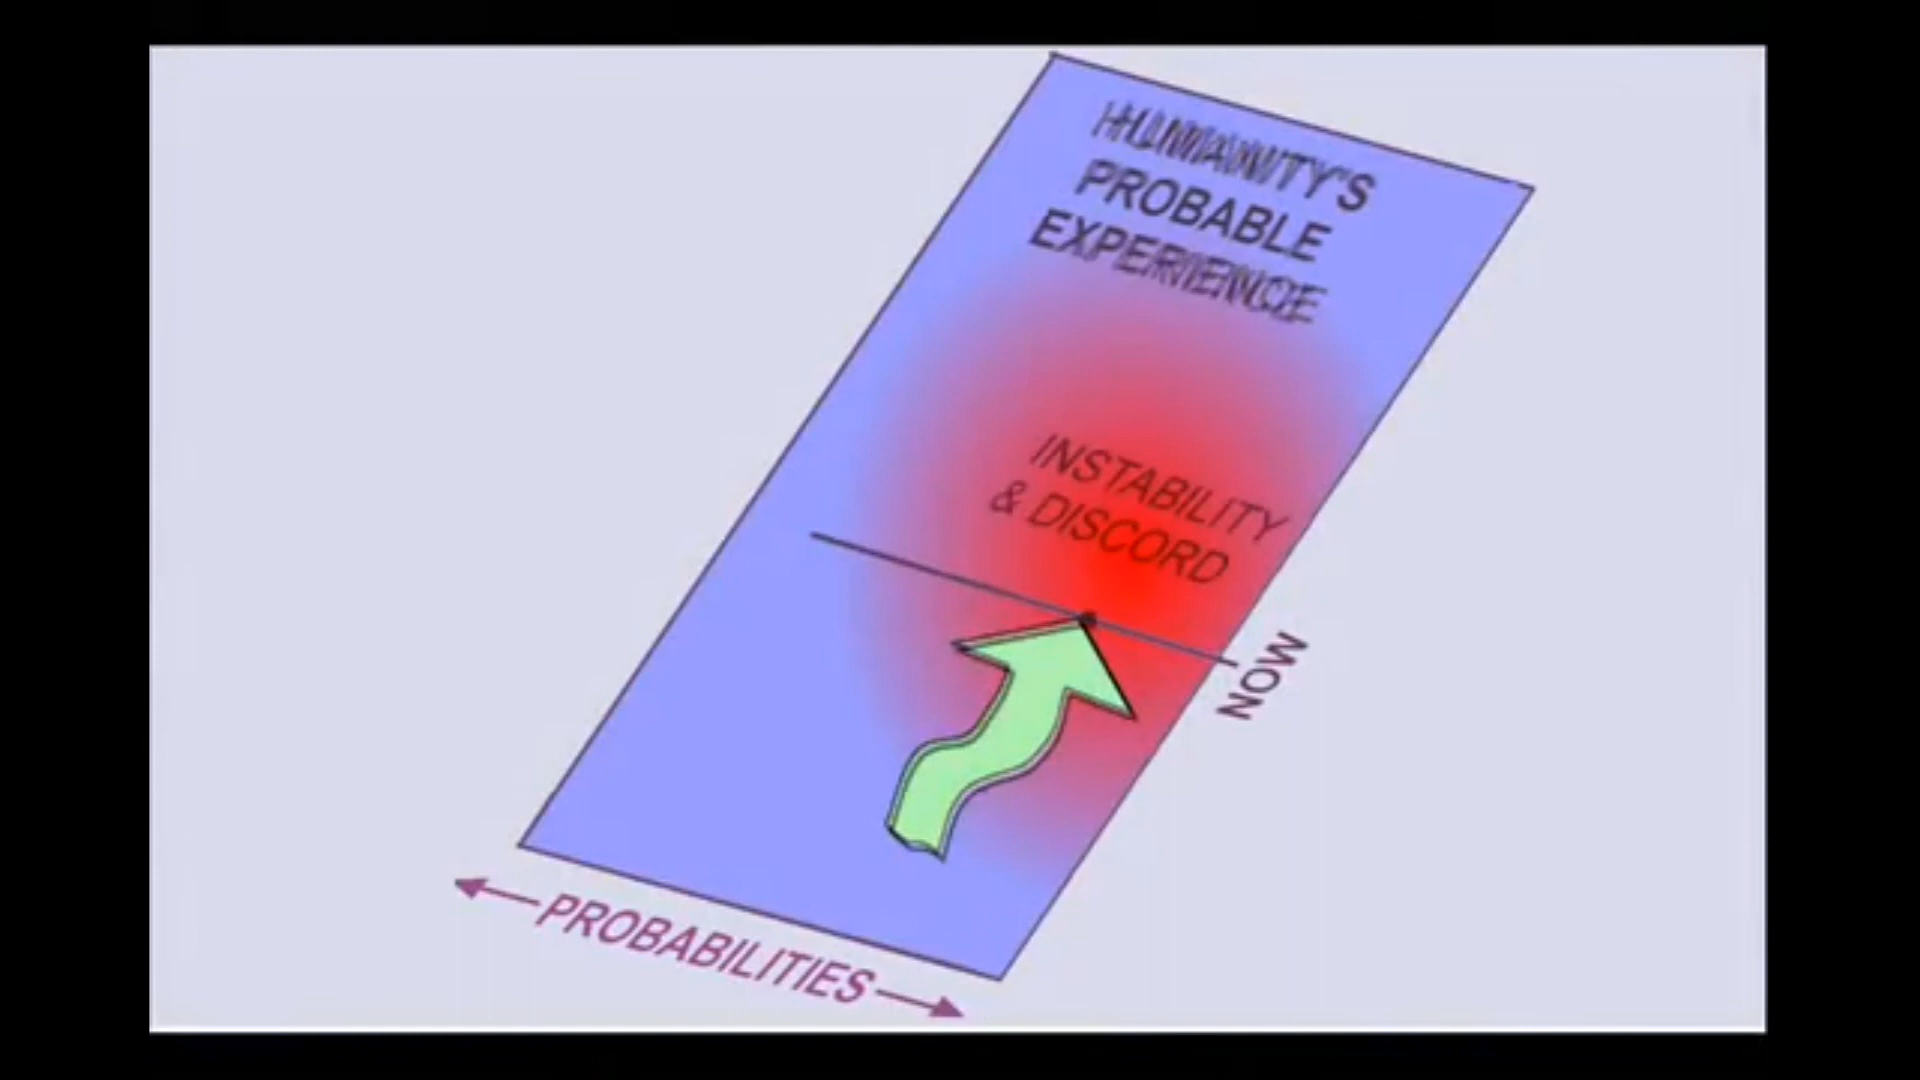 HUMANITY'S
PROBABLE
EXPERIENCE
INSTABILITY
& DISCORD
NOW
PROBABILITIES